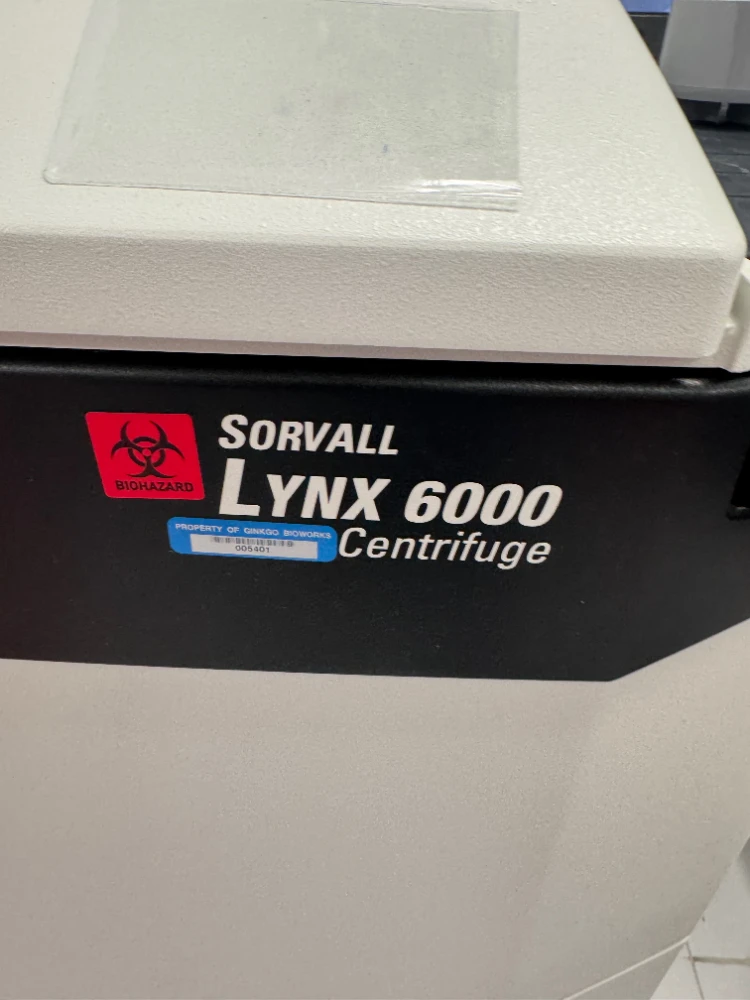 SORVALL
BIOHAZARD
LYNX 6000
PROPERTY OF GINKGO BIOWORKS
005401
Centrifuge